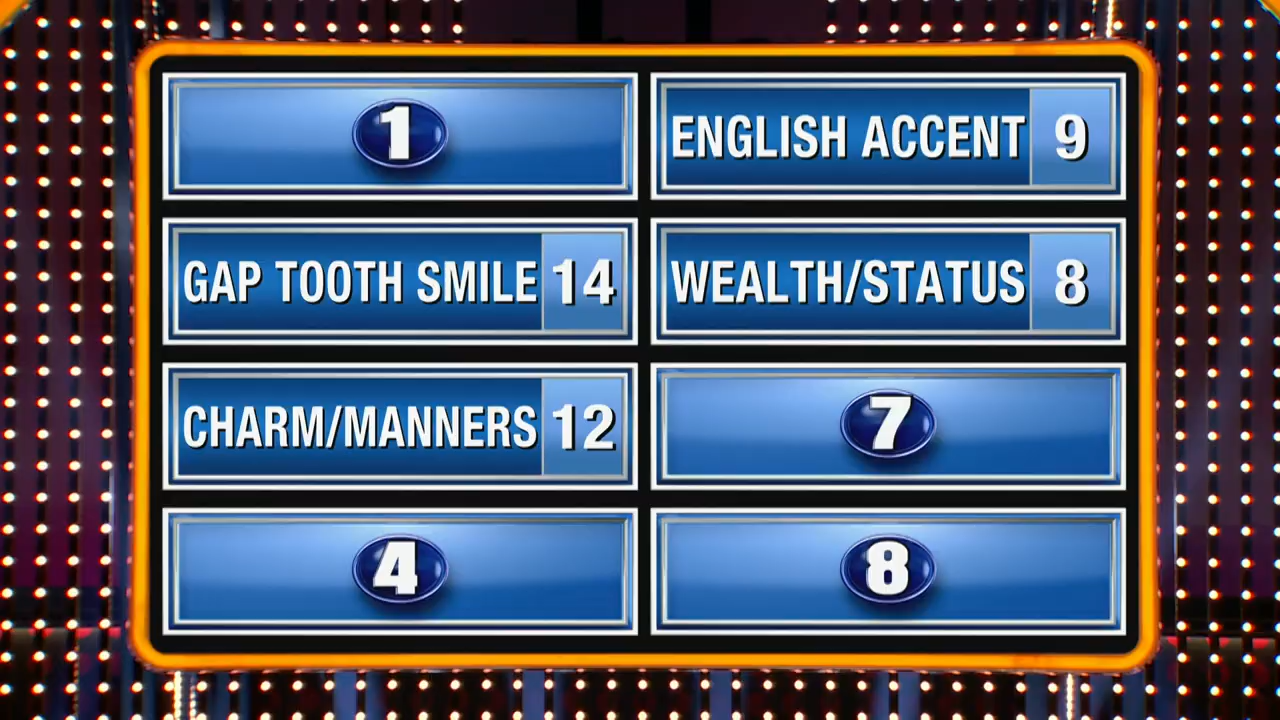 1
GAP TOOTH SMILE 14
CHARM/MANNERS 12
4
ENGLISH ACCENT 9
WEALTH/STATUS 8
7
8